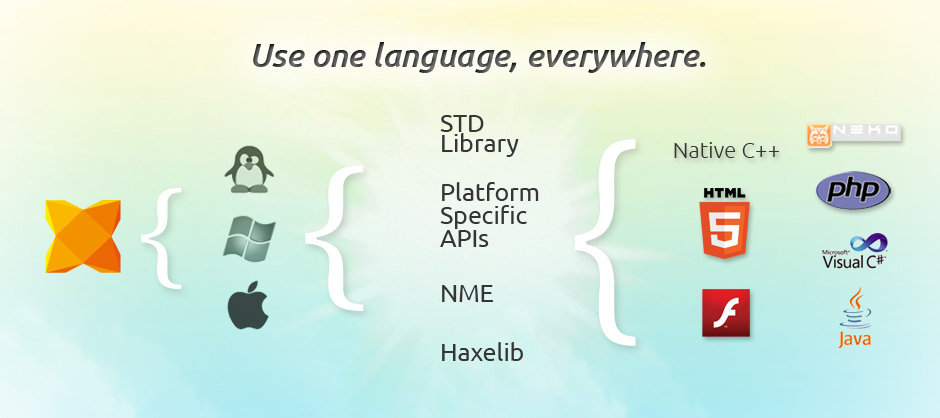 Use one language, everywhere.
STD
Library
Platform
Specific
APIs
NME
Haxelib
Native C++
HTML
5
NEKO
php
Microsoft®
Visual C#
Java